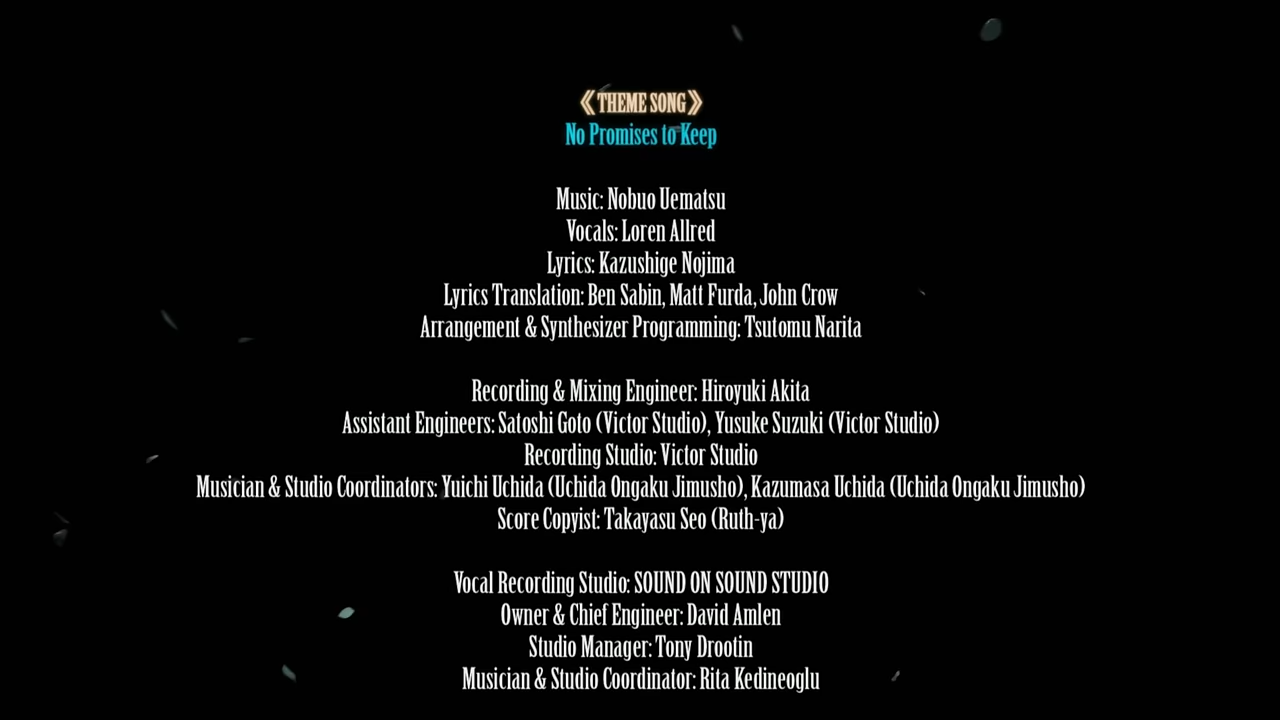 《THEME SONG》
No Promises to Keep
Music: Nobuo Uematsu
Vocals: Loren Allred
Lyrics: Kazushige Nojima
Lyrics Translation: Ben Sabin, Matt Furda, John Crow
Arrangement & Synthesizer Programming: Tsutomu Narita
Recording & Mixing Engineer: Hiroyuki Akita
Assistant Engineers: Satoshi Goto (Victor Studio), Yusuke Suzuki (Victor Studio)
Recording Studio: Victor Studio
Musician & Studio Coordinators: Yuichi Uchida (Uchida Ongaku Jimusho), Kazumasa Uchida (Uchida Ongaku Jimusho)
Score Copyist: Takayasu Seo (Ruth-ya)
Vocal Recording Studio: SOUND ON SOUND STUDIO
Owner & Chief Engineer: David Amlen
Studio Manager: Tony Drootin
Musician & Studio Coordinator: Rita Kedineoglu